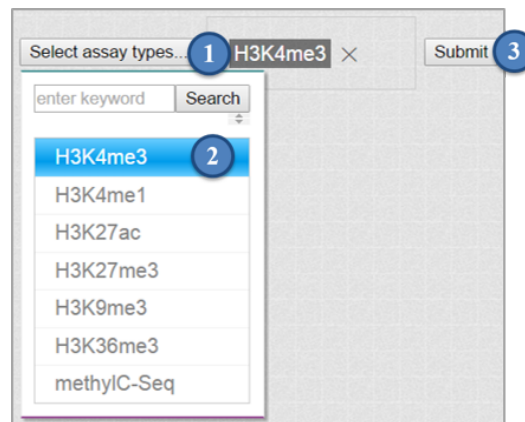 Select assay types... 1 H3K4me3 × Submit 3
enter keyword Search
H3K4me3 2
H3K4me1
H3K27ac
H3K27me3
H3K9me3
H3K36me3
methylC-Seq